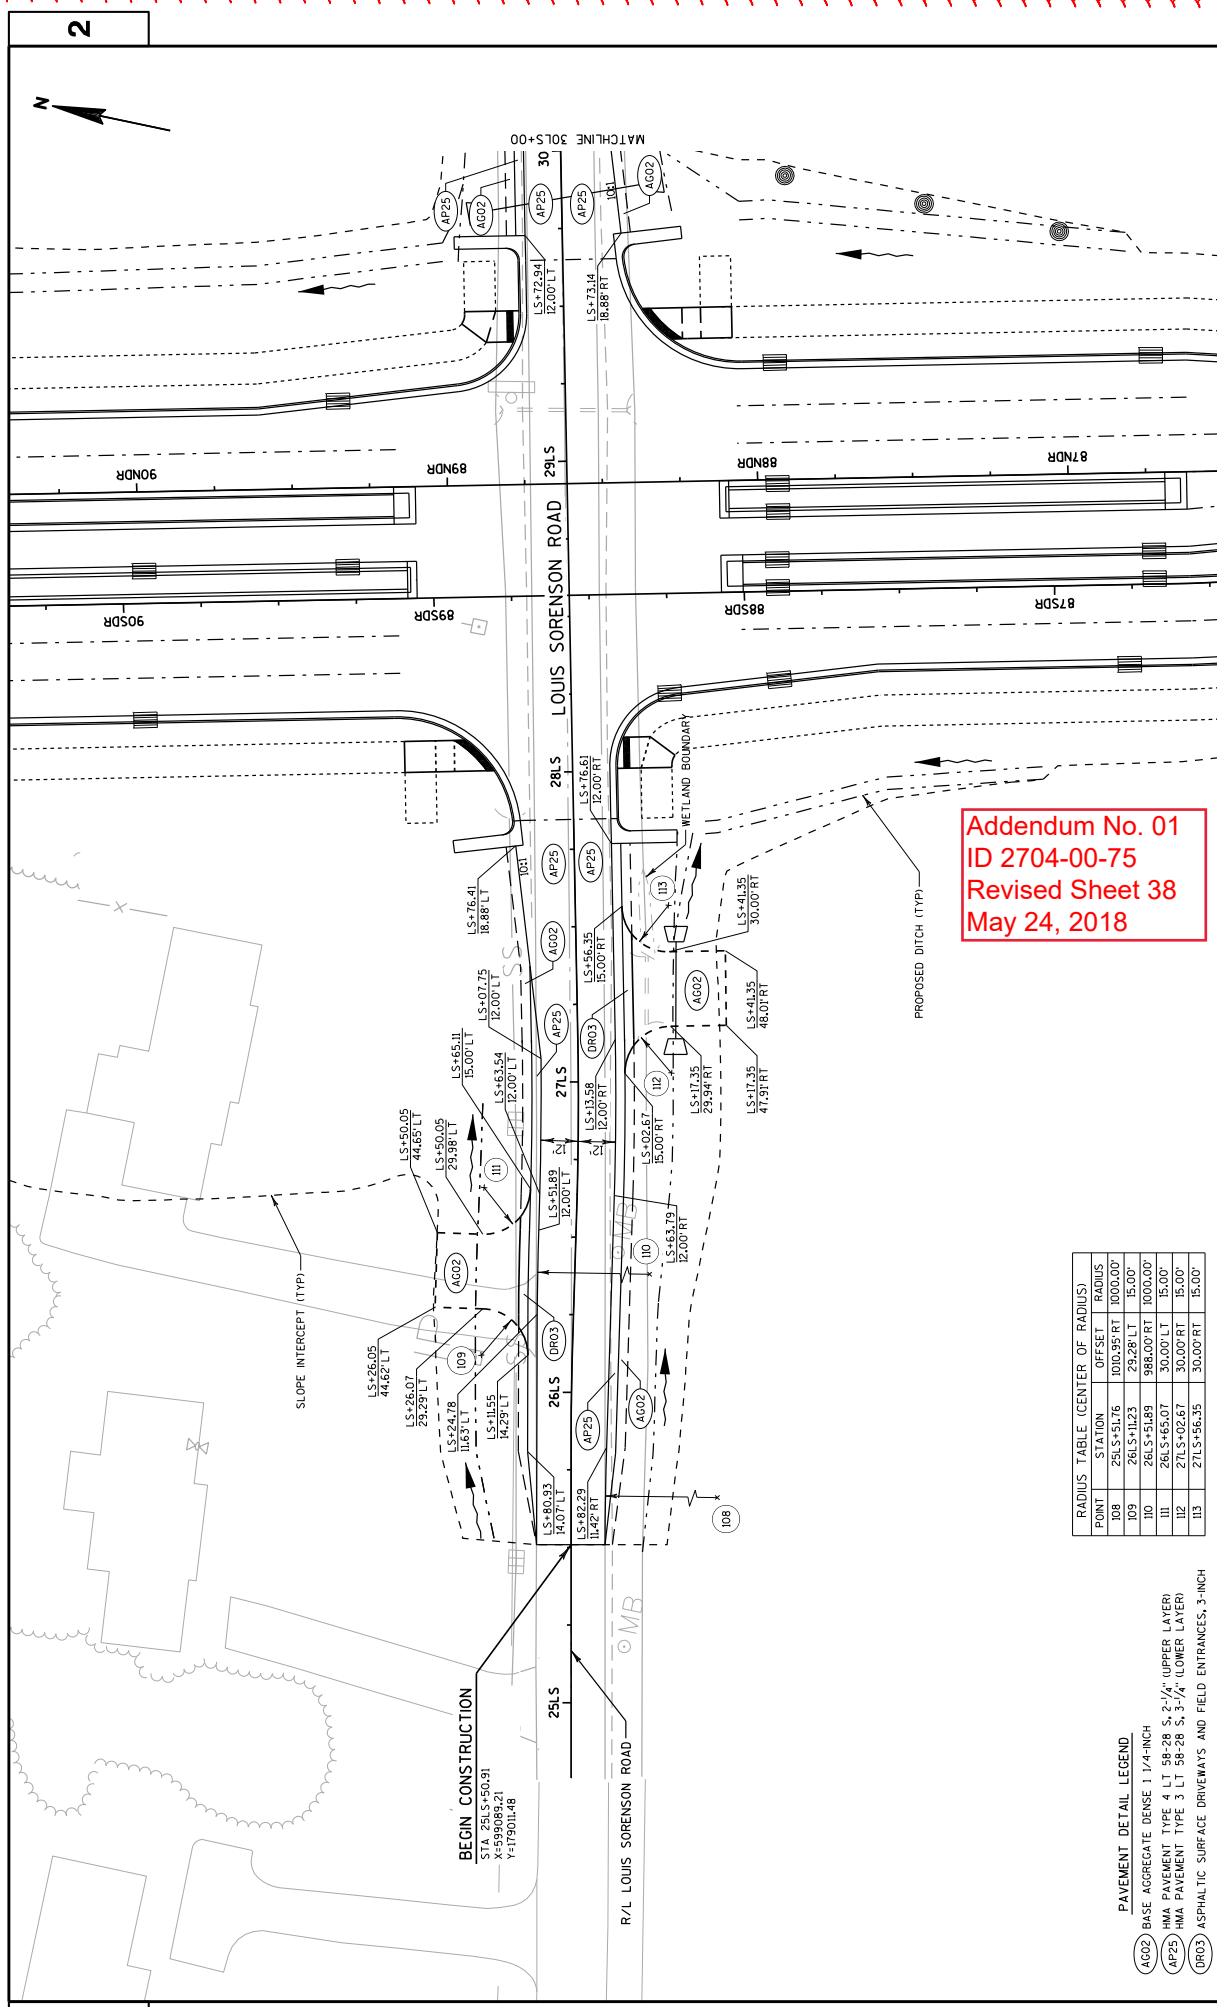 2
N
MATCHLINE 30LS+00
30
AP25
AG02
AP25
AP25
AG02
10:1
LS+72.94
12.00' LT
LS+73.14
18.88' RT
90NDR
89NDR
29LS
88NDR
87NDR
LOUIS SORENSON ROAD
90SDR
89SDR
88SDR
87SDR
28LS
LS+76.61
12.00' RT
WETLAND BOUNDARY
10:1
AP25
AP25
LS+76.41
18.88' LT
AG02
113
LS+41.35
30.00' RT
PROPOSED DITCH (TYP)
Addendum No. 01
ID 2704-00-75
Revised Sheet 38
May 24, 2018
LS+56.35
15.00' RT
LS+07.75
12.00' LT
AP25
DR03
AG02
LS+41.35
48.01' RT
LS+65.11
15.00' LT
LS+63.54
12.00' LT
27LS
LS+13.58
12.00' RT
112
LS+17.35
29.94' RT
LS+17.35
47.91' RT
LS+02.67
15.00' RT
LS+50.05
44.65' LT
LS+50.05
29.98' LT
111
12'
12'
LS+51.89
12.00' LT
LS+63.79
12.00' RT
MB
110
SLOPE INTERCEPT (TYP)
AG02
LS+26.05
44.62' LT
LS+26.07
29.29' LT
109
LS+24.78
11.63' LT
LS+11.55
14.29' LT
DR03
26LS
AP25
AG02
LS+80.93
14.07' LT
LS+82.29
11.42' RT
108
MB
25LS
BEGIN CONSTRUCTION
STA 25LS+50.91
X=599089.21
Y=179011.48
R/L LOUIS SORENSON ROAD
RADIUS TABLE (CENTER OF RADIUS)
POINT STATION OFFSET RADIUS
108 25LS+51.76 1010.95' RT 1000.00'
109 26LS+11.23 29.28' LT 15.00'
110 26LS+51.89 988.00' RT 1000.00'
111 26LS+65.07 30.00' LT 15.00'
112 27LS+02.67 30.00' RT 15.00'
113 27LS+56.35 30.00' RT 15.00'
PAVEMENT DETAIL LEGEND
AG02 BASE AGGREGATE DENSE 1 1/4-INCH
AP25 HMA PAVEMENT TYPE 4 LT 58-28 S, 2-1/4" (UPPER LAYER)
HMA PAVEMENT TYPE 3 LT 58-28 S, 3-1/4" (LOWER LAYER)
DR03 ASPHALTIC SURFACE DRIVEWAYS AND FIELD ENTRANCES, 3-INCH